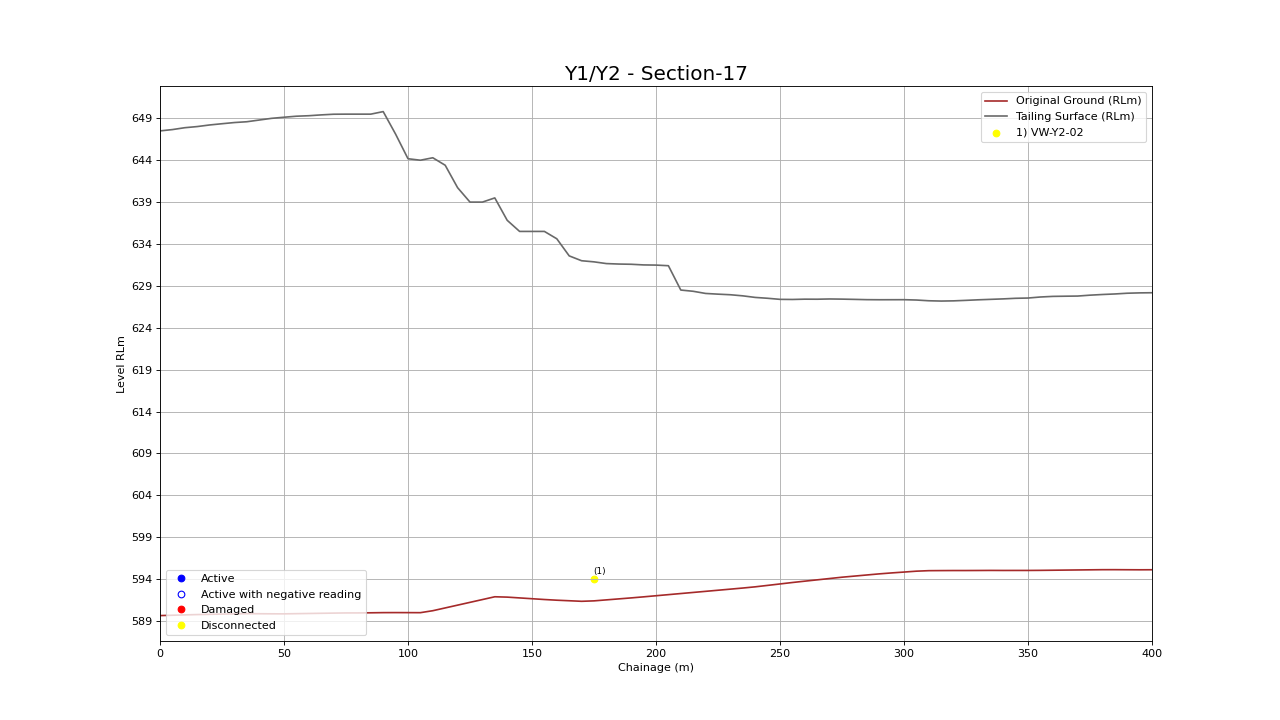 Y1/Y2 - Section-17
Original Ground (RLm)
Tailing Surface (RLm)
1) VW-Y2-02
649
644
639
634
629
624
619
614
609
604
599
594
589
Level RLm
(1)
Active
Active with negative reading
Damaged
Disconnected
0 50 100 150 200 250 300 350 400
Chainage (m)